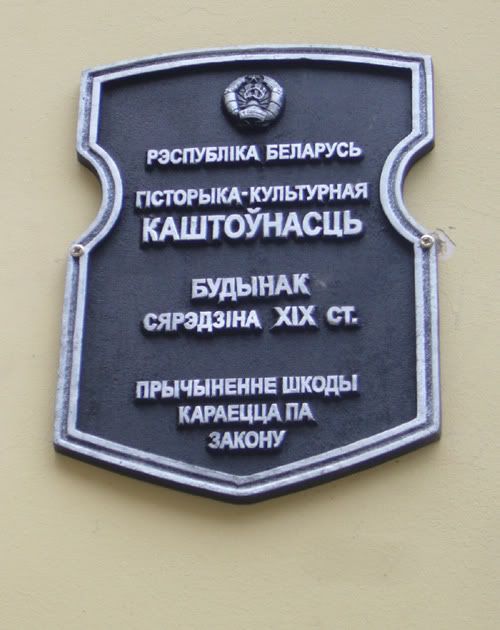 РЭСПУБЛІКА БЕЛАРУСЬ
ГІСТОРЫКА-КУЛЬТУРНАЯ
КАШТОЎНАСЦЬ
БУДЫНАК
СЯРЭДЗІНА XIX СТ.
ПРЫЧЫНЕННЕ ШКОДЫ
КАРАЕЦЦА ПА
ЗАКОНУ